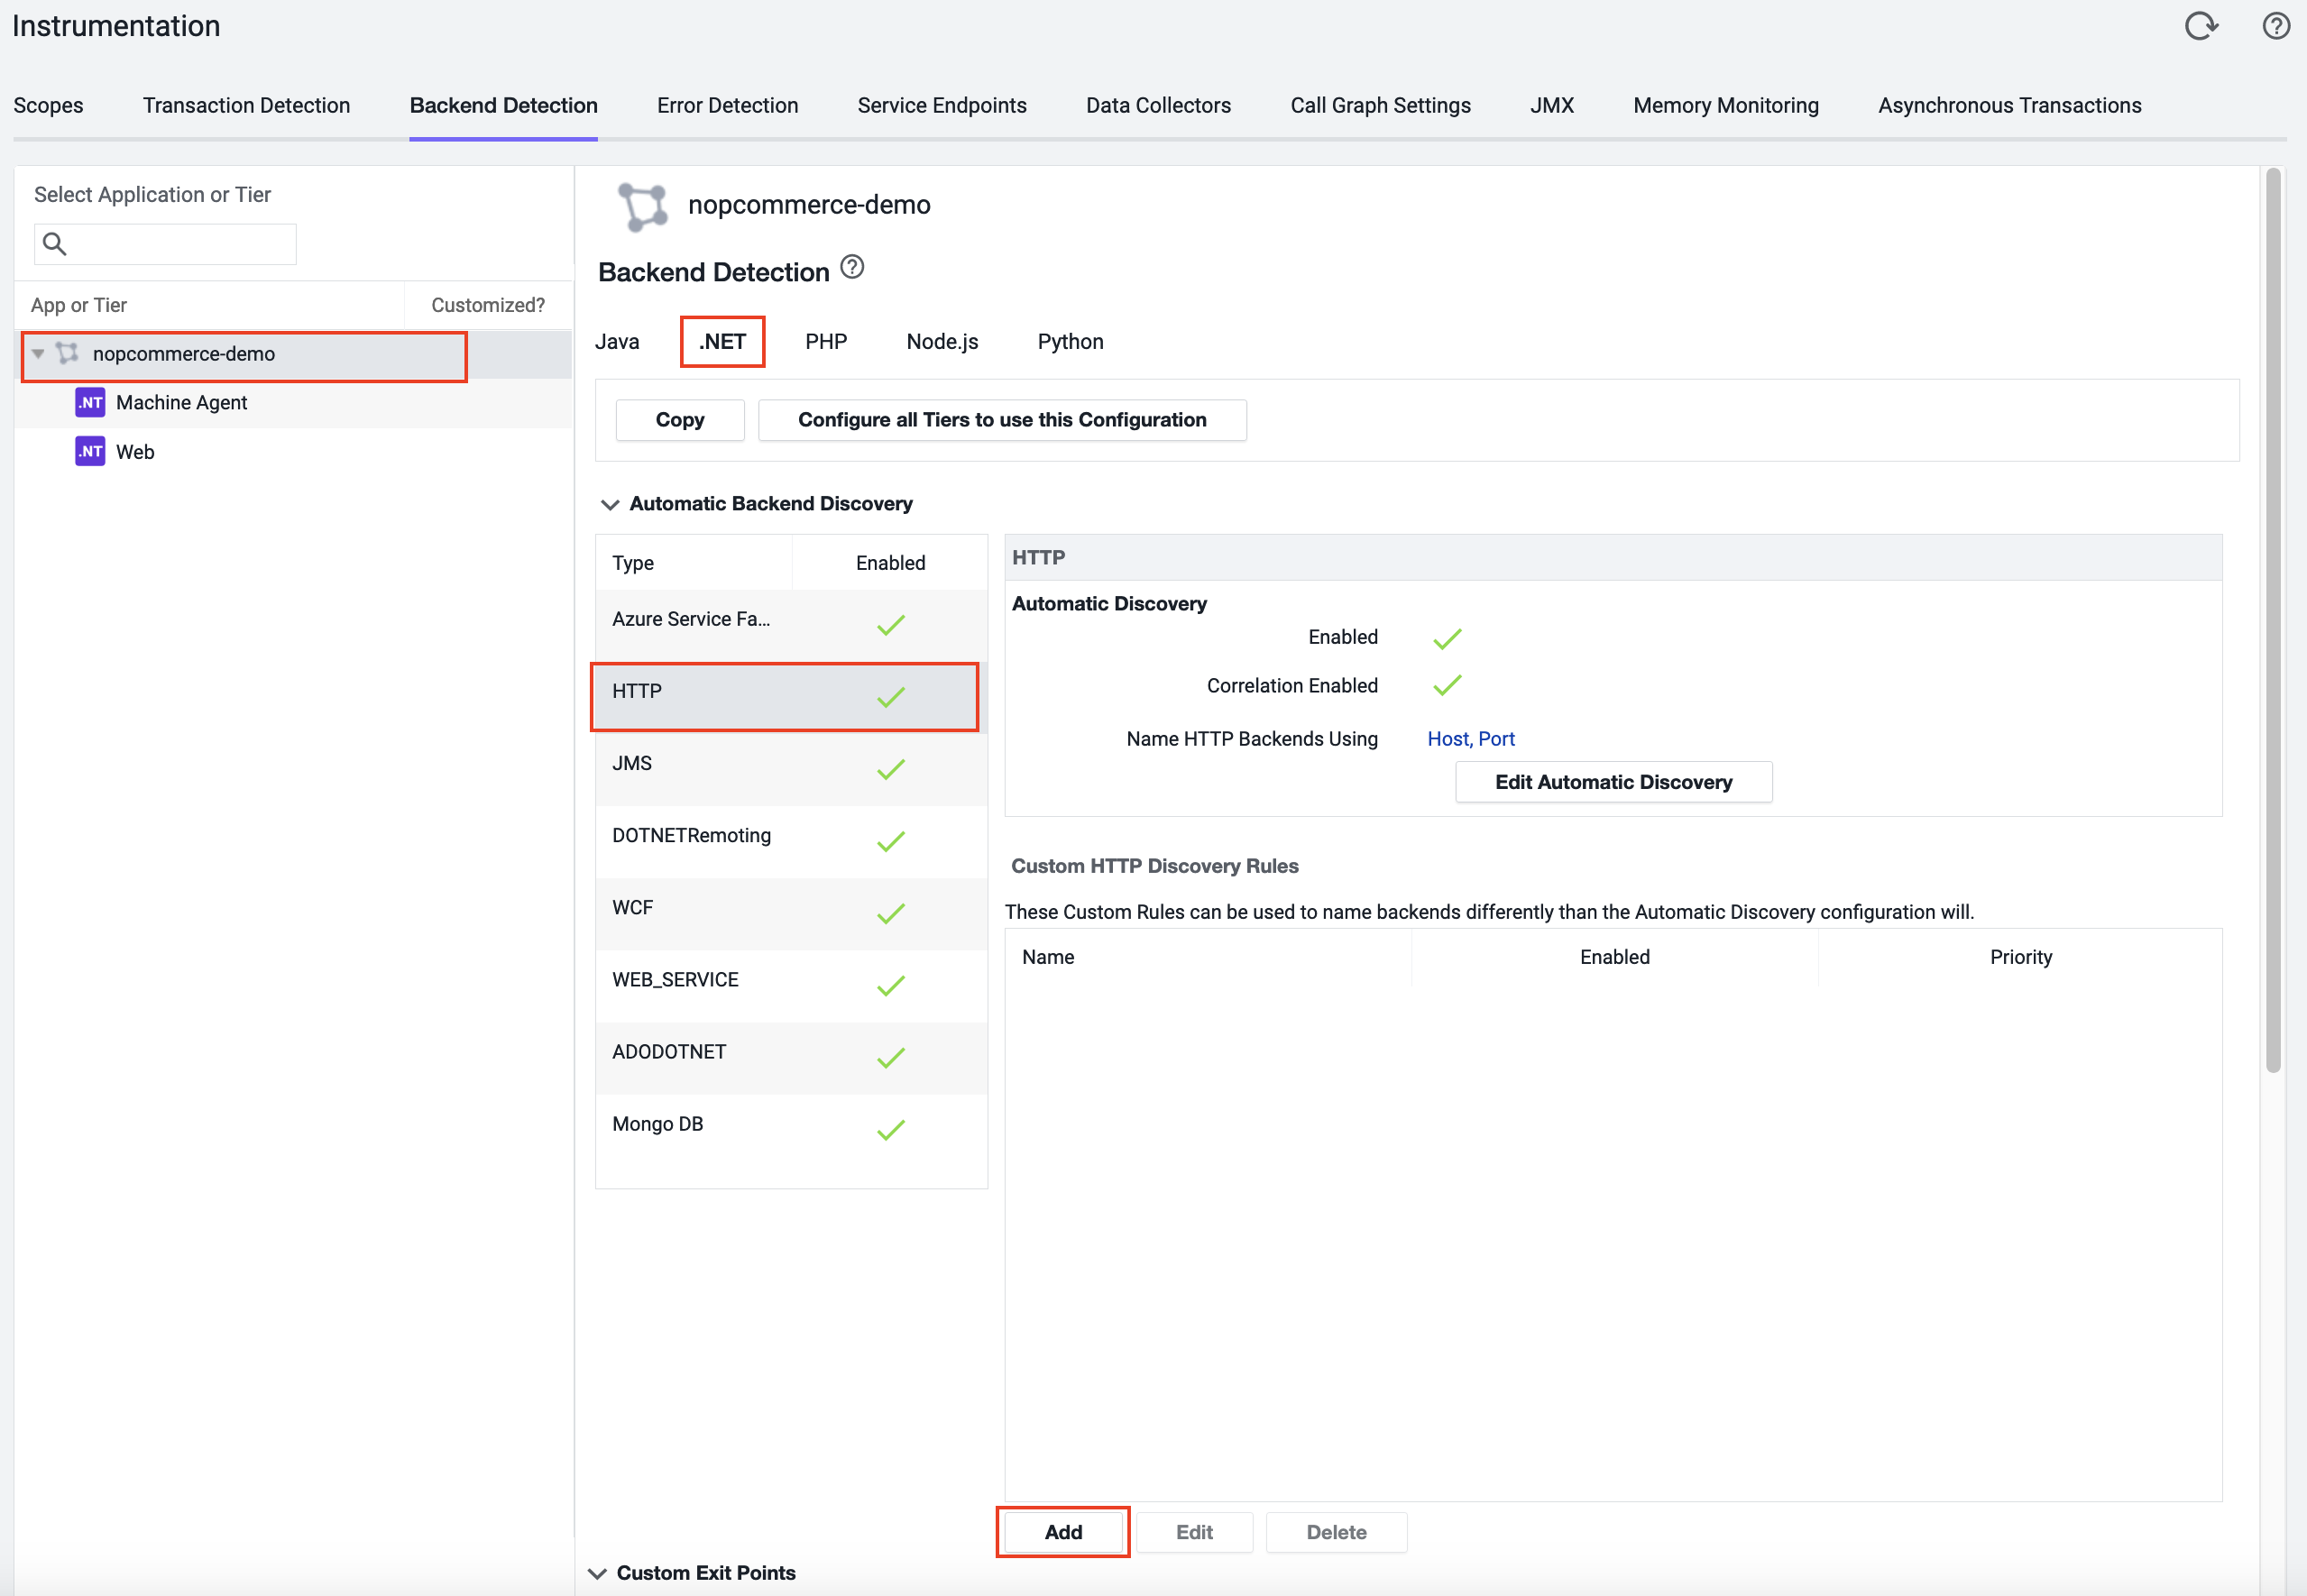 Instrumentation
Scopes Transaction Detection Backend Detection Error Detection Service Endpoints Data Collectors Call Graph Settings JMX Memory Monitoring Asynchronous Transactions
Select Application or Tier
App or Tier Customized?
nopcommerce-demo
.NT Machine Agent
.NT Web
nopcommerce-demo
Backend Detection ?
Java .NET PHP Node.js Python
Copy Configure all Tiers to use this Configuration
Automatic Backend Discovery
Type Enabled
Azure Service Fa...
HTTP
JMS
DOTNETRemoting
WCF
WEB_SERVICE
ADODOTNET
Mongo DB
HTTP
Automatic Discovery
Enabled
Correlation Enabled
Name HTTP Backends Using Host, Port
Edit Automatic Discovery
Custom HTTP Discovery Rules
These Custom Rules can be used to name backends differently than the Automatic Discovery configuration will.
Name Enabled Priority
Add Edit Delete
Custom Exit Points